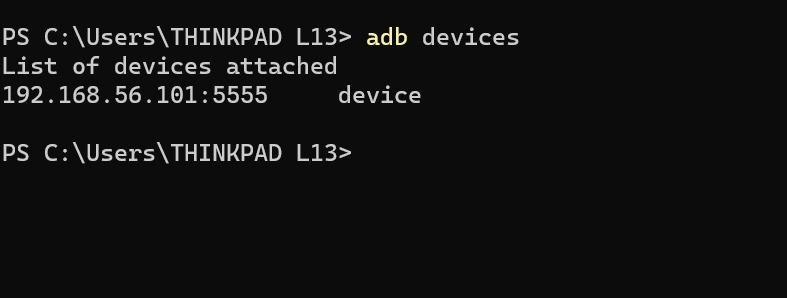 PS C:\Users\THINKPAD L13> adb devices
List of devices attached
192.168.56.101:5555     device
PS C:\Users\THINKPAD L13>